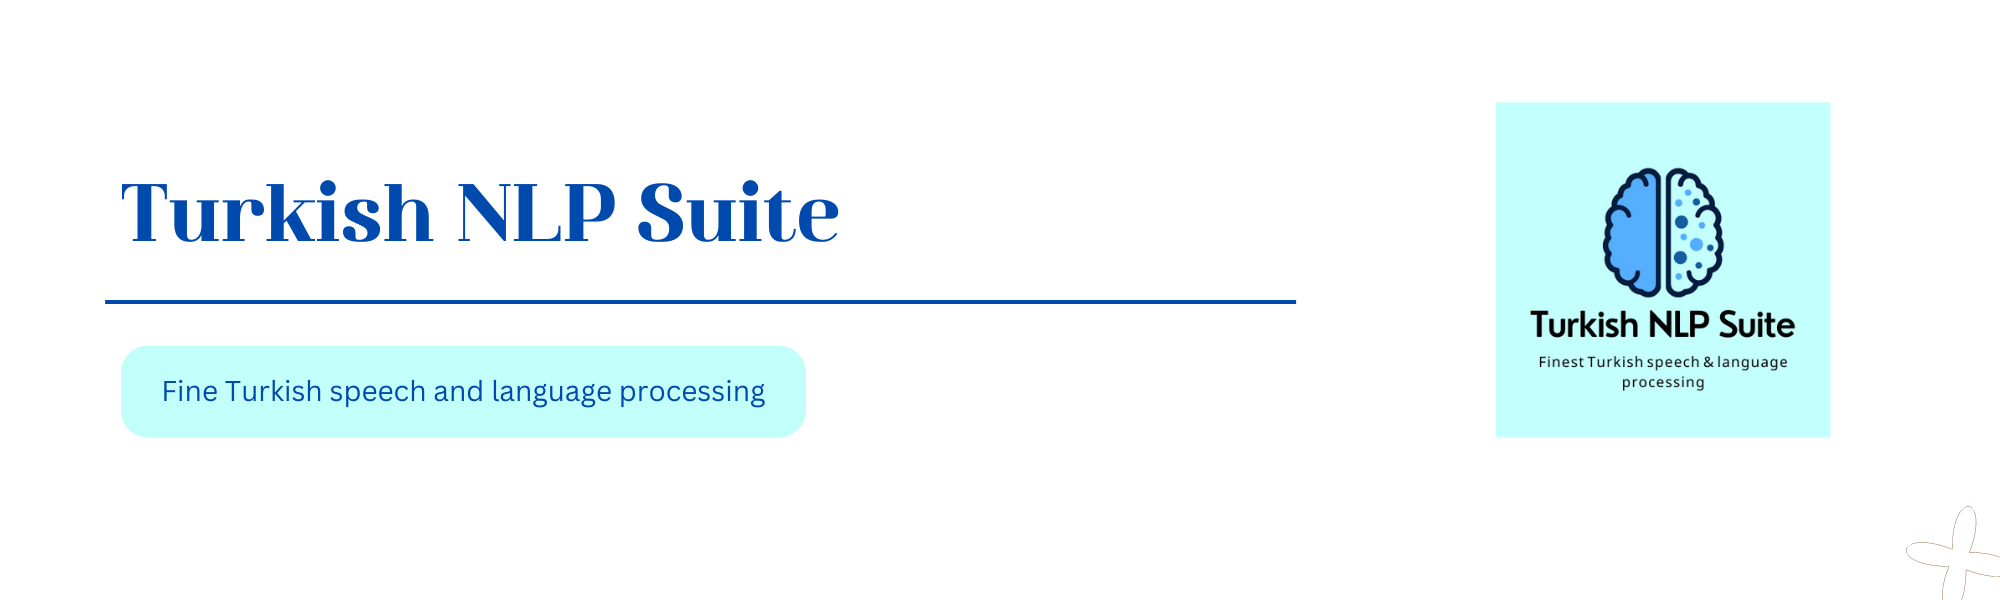 Turkish NLP Suite
Fine Turkish speech and language processing
Turkish NLP Suite
Finest Turkish speech & language
processing